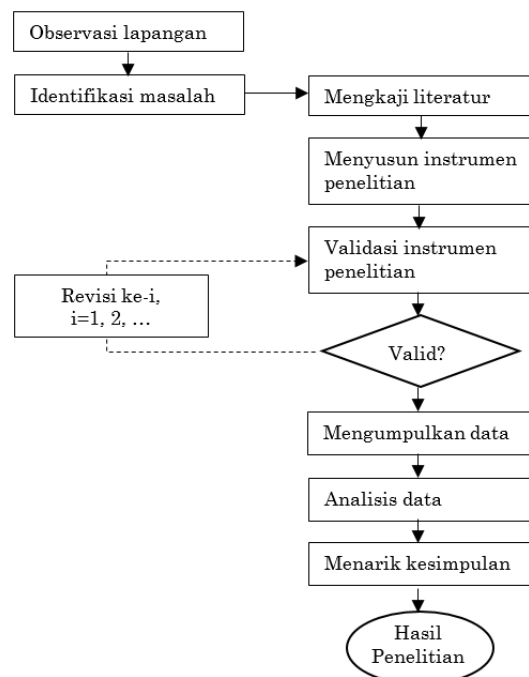 Observasi lapangan
Identifikasi masalah
Mengkaji literatur
Menyusun instrumen
penelitian
Validasi instrumen
penelitian
Revisi ke-i,
i=1, 2, …
Valid?
Mengumpulkan data
Analisis data
Menarik kesimpulan
Hasil
Penelitian